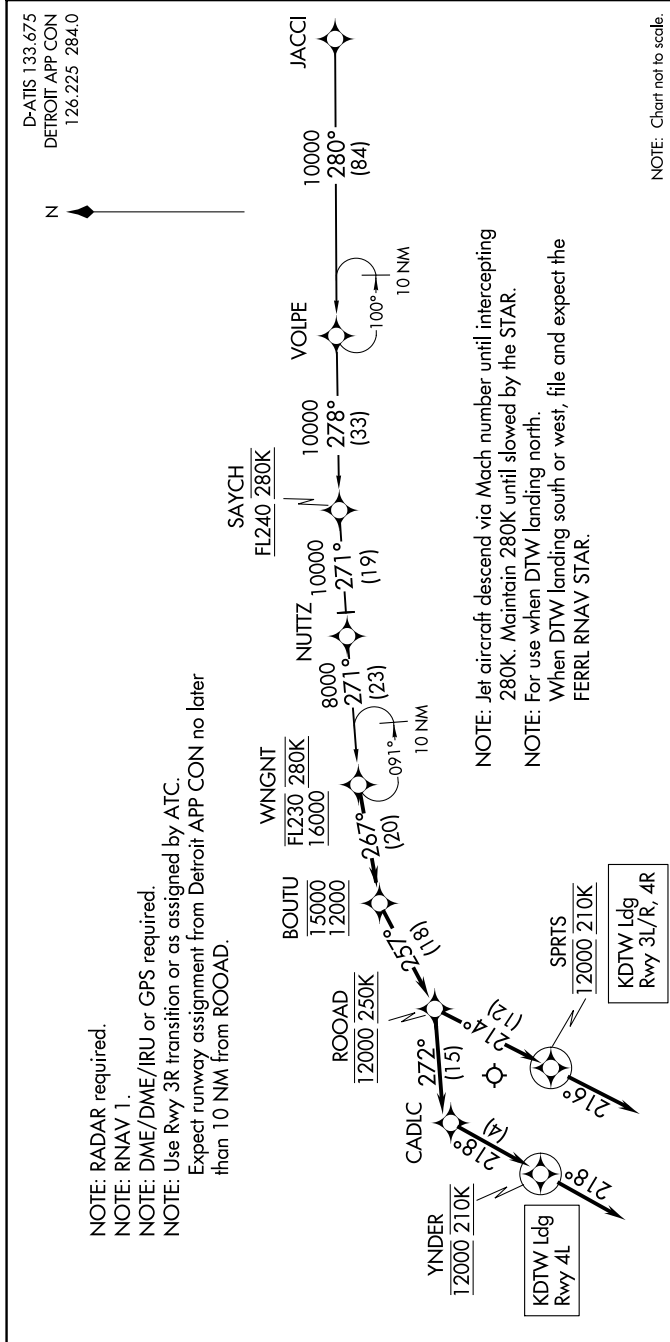 D-ATIS 133.675
DETROIT APP CON
126.225 284.0
N
NOTE: RADAR required.
NOTE: RNAV 1.
NOTE: DME/DME/IRU or GPS required.
NOTE: Use Rwy 3R transition or as assigned by ATC.
Expect runway assignment from Detroit APP CON no later
than 10 NM from ROOAD.
JACCI
10000
280°
(84)
VOLPE
100°
10 NM
10000
278°
(33)
SAYCH
FL240 280K
10000
271°
(19)
NUTTZ
8000
271°
(23)
WNGNT
FL230 280K
16000
091°
10 NM
267°
(20)
BOUTU
15000
12000
257°
(18)
ROOAD
12000 250K
272°
(15)
CADLC
218°
(4)
YNDER
12000 210K
218°
KDTW Ldg
Rwy 4L
214°
(12)
SPRTS
12000 210K
216°
KDTW Ldg
Rwy 3L/R, 4R
NOTE: Jet aircraft descend via Mach number until intercepting
280K. Maintain 280K until slowed by the STAR.
NOTE: For use when DTW landing north.
When DTW landing south or west, file and expect the
FERRL RNAV STAR.
NOTE: Chart not to scale.